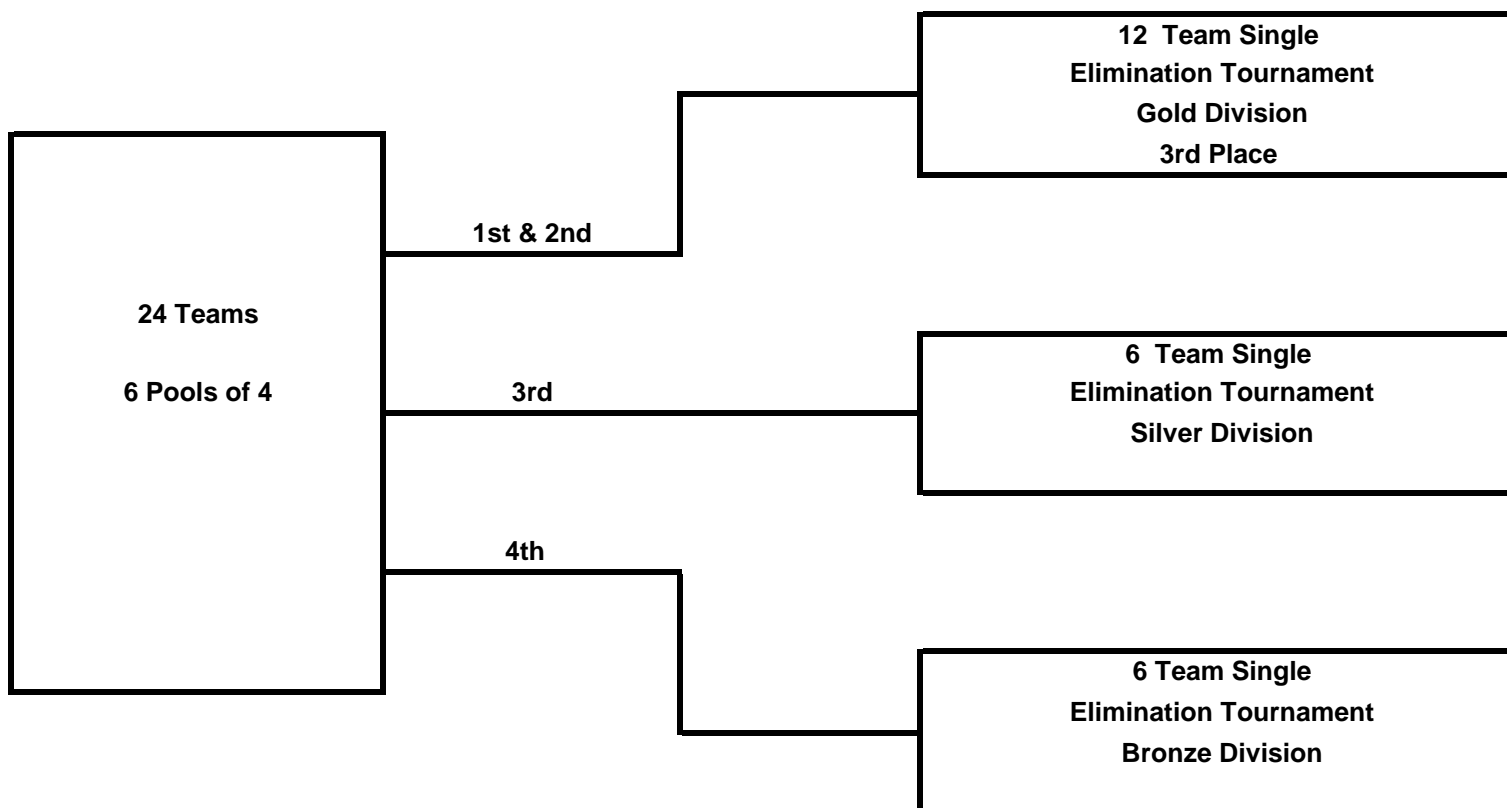 24 Teams
6 Pools of 4
1st & 2nd
3rd
4th
12 Team Single
Elimination Tournament
Gold Division
3rd Place
6 Team Single
Elimination Tournament
Silver Division
6 Team Single
Elimination Tournament
Bronze Division